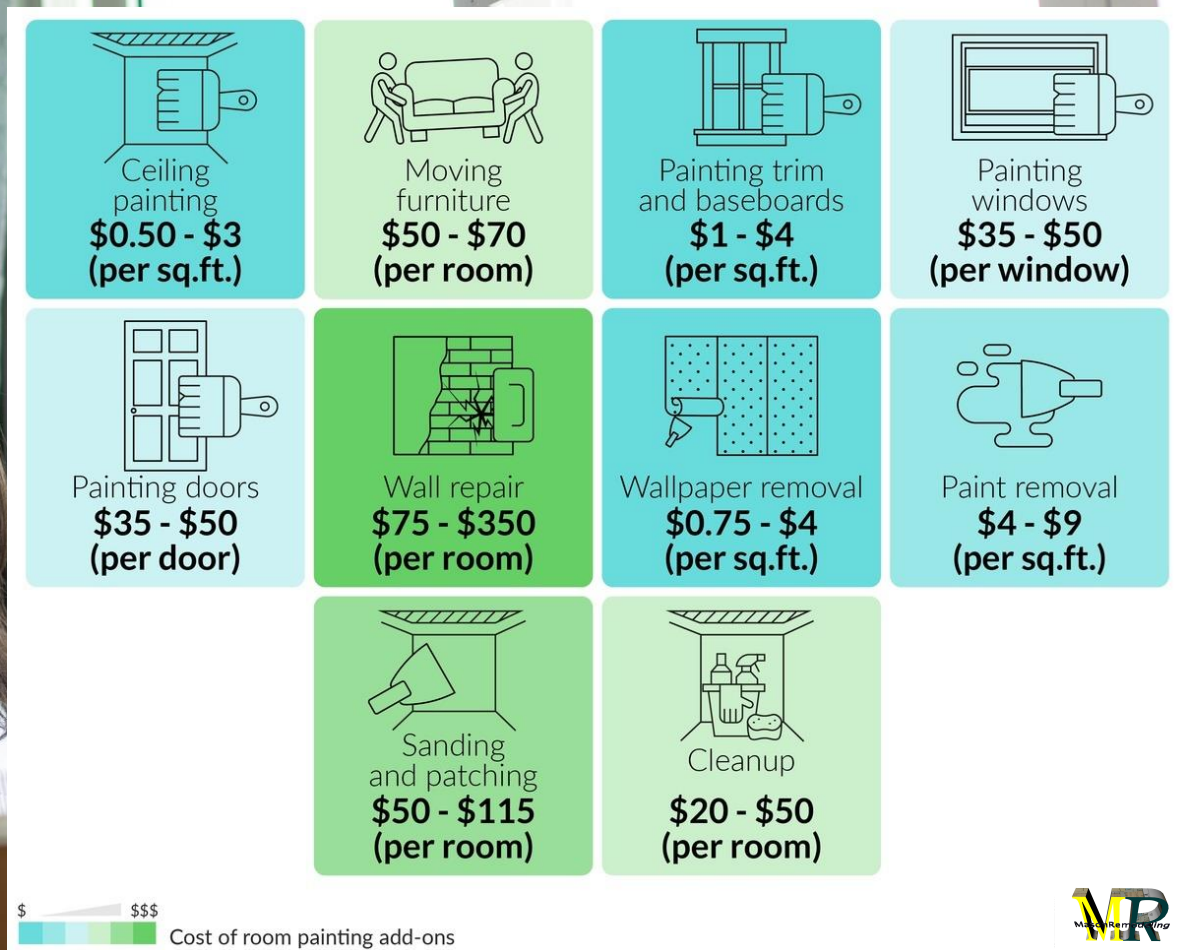 Ceiling
painting
$0.50 - $3
(per sq.ft.)
Moving
furniture
$50 - $70
(per room)
Painting trim
and baseboards
$1 - $4
(per sq.ft.)
Painting
windows
$35 - $50
(per window)
Painting doors
$35 - $50
(per door)
Wall repair
$75 - $350
(per room)
Wallpaper removal
$0.75 - $4
(per sq.ft.)
Paint removal
$4 - $9
(per sq.ft.)
Sanding
and patching
$50 - $115
(per room)
Cleanup
$20 - $50
(per room)
$ $$$
Cost of room painting add-ons
MR
MasonRemodeling